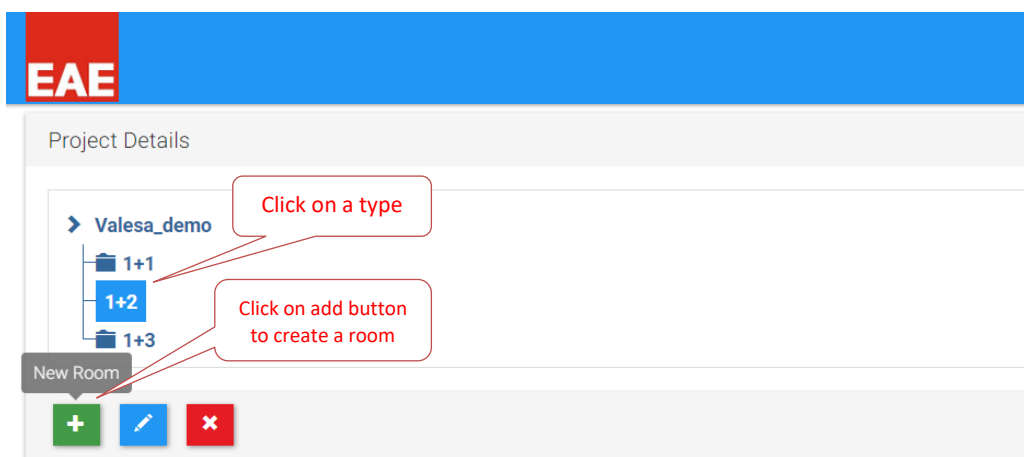 EAE
Project Details
Click on a type
Valesa_demo
1+1
1+2
Click on add button
to create a room
1+3
New Room